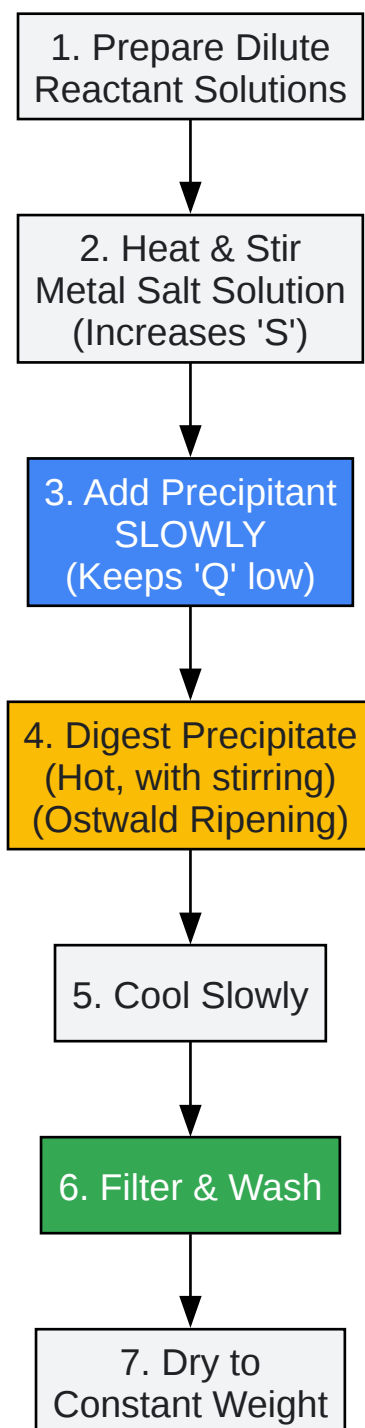 1. Prepare Dilute
Reactant Solutions
2. Heat & Stir
Metal Salt Solution
(Increases 'S')
3. Add Precipitant
SLOWLY
(Keeps 'Q' low)
4. Digest Precipitate
(Hot, with stirring)
(Ostwald Ripening)
5. Cool Slowly
6. Filter & Wash
7. Dry to
Constant Weight